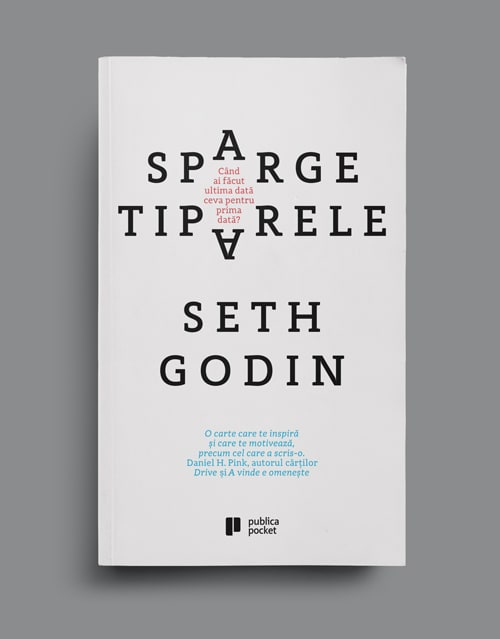 SPARGE
Când
ai făcut
ultima dată
ceva pentru
prima
dată?
TIPARELE
SETH
GODIN
O carte care te inspiră
și care te motivează,
precum cel care a scris-o.
Daniel H. Pink, autorul cărților
Drive și A vinde e omenește
publica
pocket